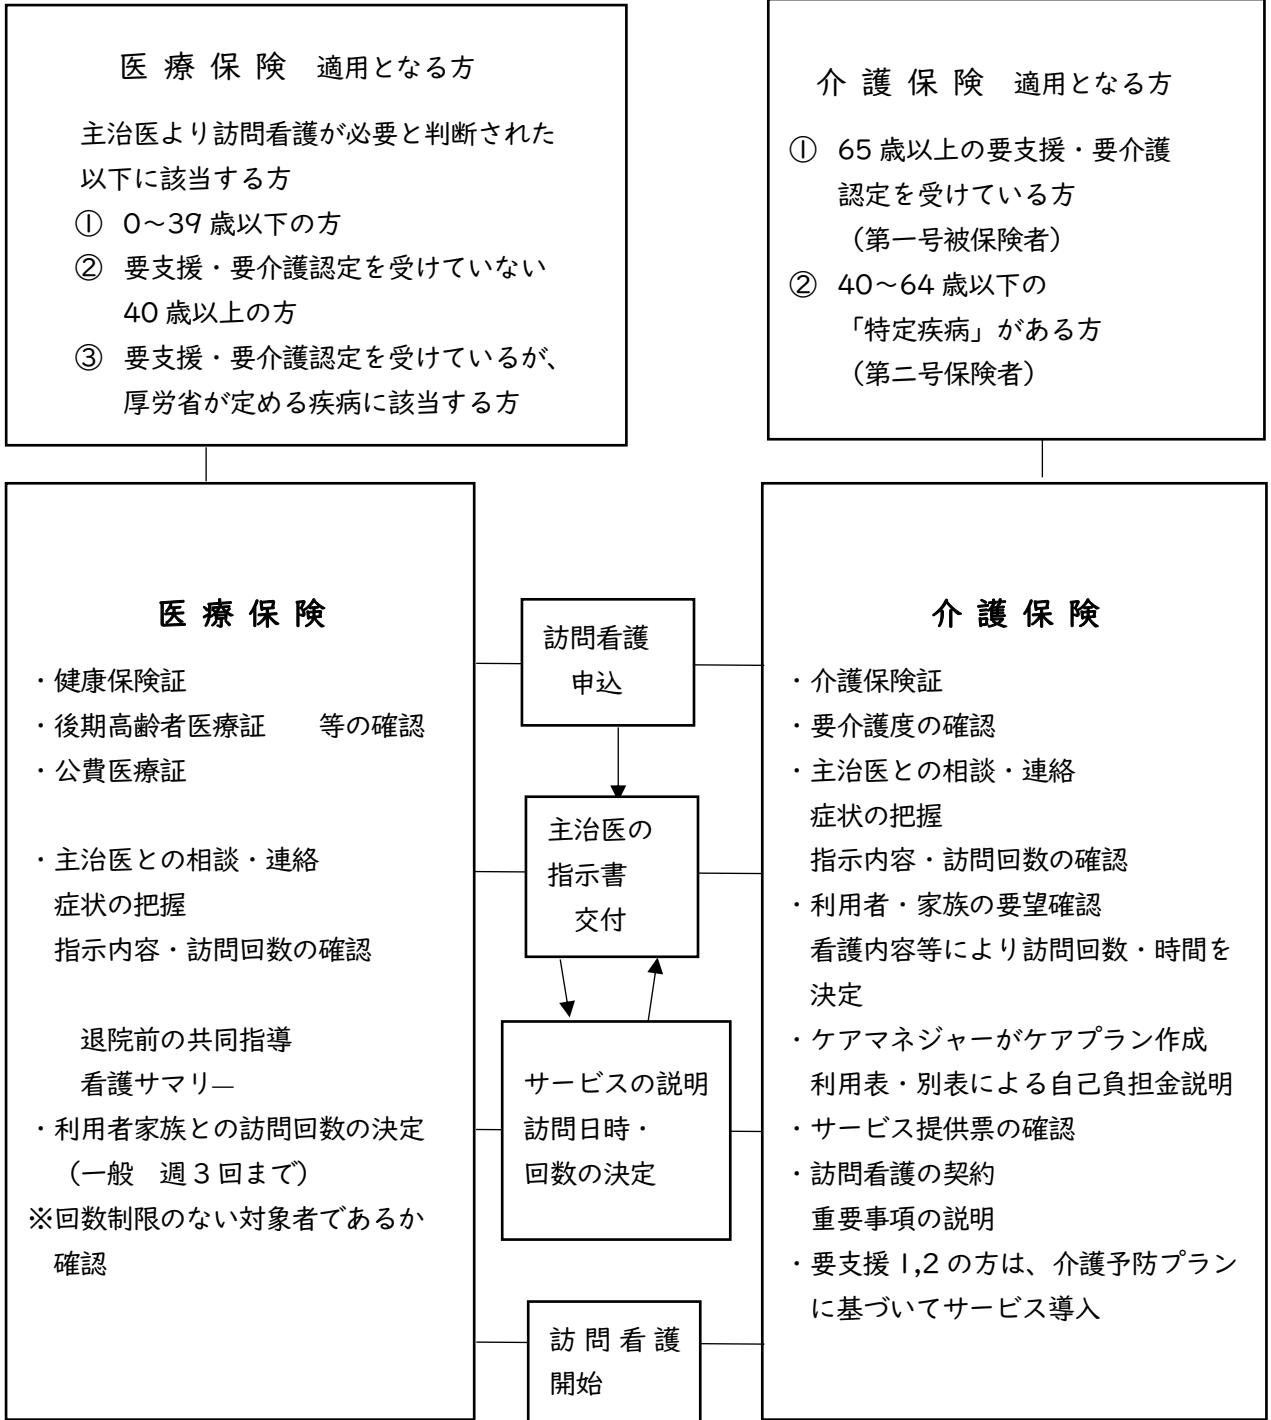 医療保険 適用となる方
主治医より訪問看護が必要と判断された
以下に該当する方
① 0～39歳以下の方
② 要支援・要介護認定を受けていない
40歳以上の方
③ 要支援・要介護認定を受けているが、
厚労省が定める疾病に該当する方
介護保険 適用となる方
① 65歳以上の要支援・要介護
認定を受けている方
（第一号被保険者）
② 40～64歳以下の
「特定疾病」がある方
（第二号保険者）
医療保険
・健康保険証
・後期高齢者医療証　　等の確認
・公費医療証
・主治医との相談・連絡
症状の把握
指示内容・訪問回数の確認
退院前の共同指導
看護サマリ―
・利用者家族との訪問回数の決定
（一般　週3回まで）
※回数制限のない対象者であるか
確認
訪問看護
申込
主治医の
指示書
交付
サービスの説明
訪問日時・
回数の決定
訪問看護
開始
介護保険
・介護保険証
・要介護度の確認
・主治医との相談・連絡
症状の把握
指示内容・訪問回数の確認
・利用者・家族の要望確認
看護内容等により訪問回数・時間を
決定
・ケアマネジャーがケアプラン作成
利用表・別表による自己負担金説明
・サービス提供票の確認
・訪問看護の契約
重要事項の説明
・要支援1,2の方は、介護予防プラン
に基づいてサービス導入